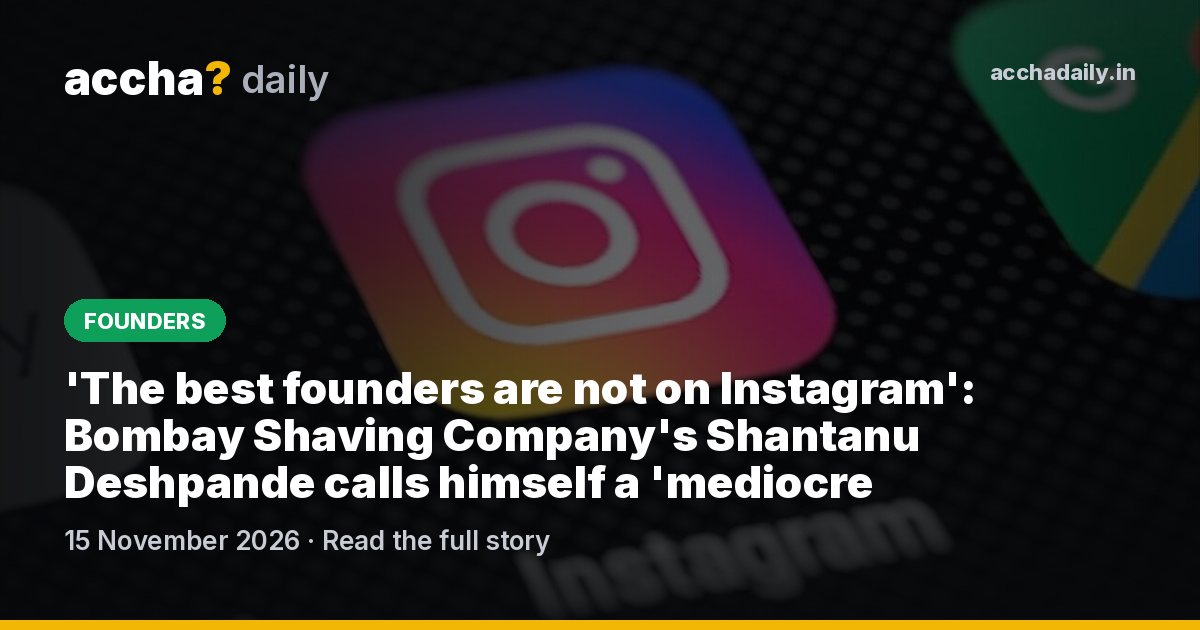 accha? daily
acchadaily.in
FOUNDERS
'The best founders are not on Instagram':
Bombay Shaving Company's Shantanu
Deshpande calls himself a 'mediocre
15 November 2026 · Read the full story
Instagram